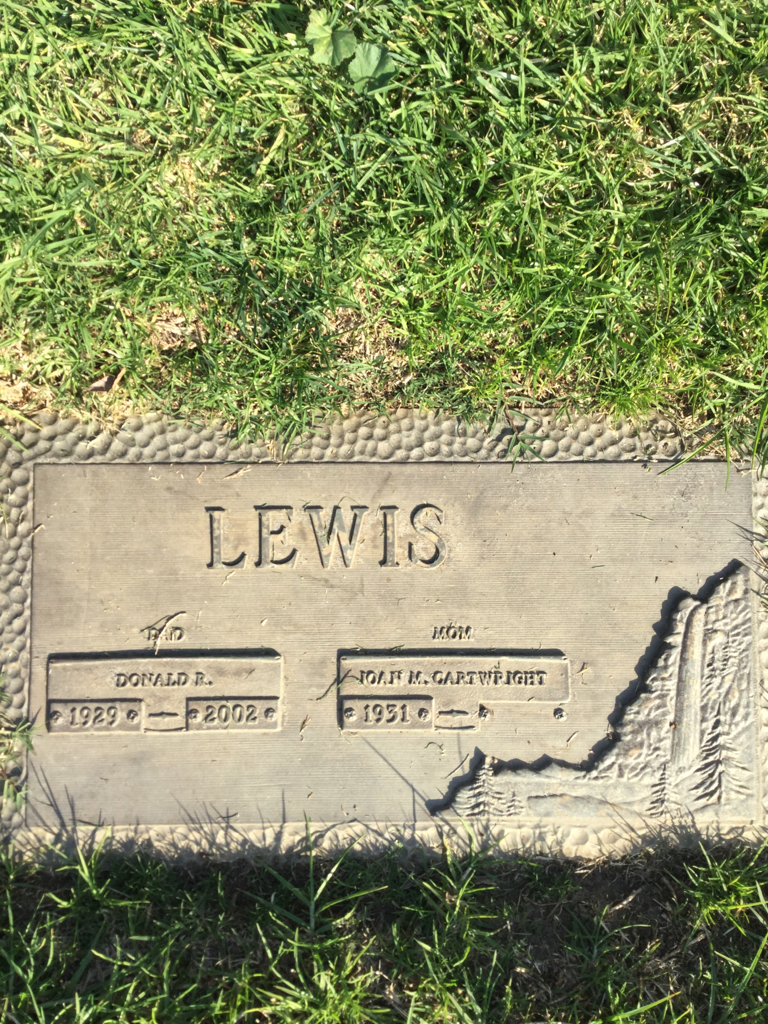 LEWIS
DAD
MOM
DONALD R.
JOAN M. CARTWRIGHT
1929 — 2002
1931 —